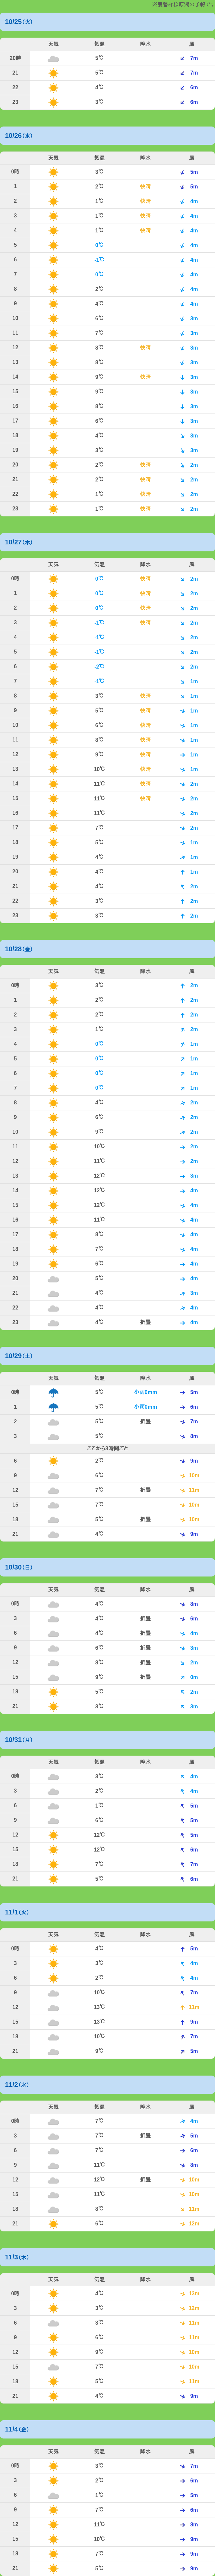 ※裏磐梯桧原湖の予報です
10/25(火)
天気 気温 降水 風
20時 5℃ 7m
21 5℃ 7m
22 4℃ 6m
23 3℃ 6m
10/26(水)
天気 気温 降水 風
0時 3℃ 5m
1 2℃ 快晴 5m
2 1℃ 快晴 4m
3 1℃ 快晴 4m
4 1℃ 快晴 4m
5 0℃ 4m
6 -1℃ 4m
7 0℃ 4m
8 2℃ 4m
9 4℃ 4m
10 6℃ 3m
11 7℃ 3m
12 8℃ 快晴 3m
13 8℃ 3m
14 9℃ 快晴 3m
15 9℃ 3m
16 8℃ 3m
17 6℃ 3m
18 4℃ 3m
19 3℃ 3m
20 2℃ 快晴 2m
21 2℃ 快晴 2m
22 1℃ 快晴 2m
23 1℃ 快晴 2m
10/27(木)
天気 気温 降水 風
0時 0℃ 快晴 2m
1 0℃ 快晴 2m
2 0℃ 快晴 2m
3 -1℃ 快晴 2m
4 -1℃ 2m
5 -1℃ 2m
6 -2℃ 2m
7 -1℃ 1m
8 3℃ 快晴 1m
9 5℃ 快晴 1m
10 6℃ 快晴 1m
11 8℃ 快晴 1m
12 9℃ 快晴 1m
13 10℃ 快晴 1m
14 11℃ 快晴 2m
15 11℃ 快晴 2m
16 11℃ 2m
17 7℃ 2m
18 5℃ 1m
19 4℃ 1m
20 4℃ 1m
21 4℃ 2m
22 3℃ 2m
23 3℃ 2m
10/28(金)
天気 気温 降水 風
0時 3℃ 2m
1 2℃ 2m
2 2℃ 2m
3 1℃ 2m
4 0℃ 1m
5 0℃ 1m
6 0℃ 1m
7 0℃ 1m
8 4℃ 2m
9 6℃ 2m
10 9℃ 2m
11 10℃ 2m
12 11℃ 2m
13 12℃ 3m
14 12℃ 4m
15 12℃ 4m
16 11℃ 4m
17 8℃ 4m
18 7℃ 4m
19 6℃ 4m
20 5℃ 4m
21 4℃ 3m
22 4℃ 4m
23 4℃ 折畳 4m
10/29(土)
天気 気温 降水 風
0時 5℃ 小雨0mm 5m
1 5℃ 小雨0mm 6m
2 5℃ 折畳 7m
3 5℃ 8m
ここから3時間ごと
6 2℃ 9m
9 6℃ 10m
12 7℃ 折畳 11m
15 7℃ 10m
18 5℃ 折畳 10m
21 4℃ 9m
10/30(日)
天気 気温 降水 風
0時 4℃ 8m
3 4℃ 折畳 6m
6 4℃ 折畳 4m
9 6℃ 折畳 3m
12 8℃ 折畳 2m
15 9℃ 折畳 0m
18 5℃ 2m
21 3℃ 3m
10/31(月)
天気 気温 降水 風
0時 3℃ 4m
3 2℃ 4m
6 1℃ 5m
9 6℃ 5m
12 12℃ 5m
15 12℃ 6m
18 7℃ 7m
21 5℃ 6m
11/1(火)
天気 気温 降水 風
0時 4℃ 5m
3 3℃ 4m
6 2℃ 4m
9 10℃ 7m
12 13℃ 11m
15 13℃ 9m
18 10℃ 7m
21 9℃ 5m
11/2(水)
天気 気温 降水 風
0時 7℃ 4m
3 7℃ 折畳 5m
6 7℃ 6m
9 11℃ 8m
12 12℃ 折畳 10m
15 11℃ 10m
18 8℃ 11m
21 6℃ 12m
11/3(木)
天気 気温 降水 風
0時 4℃ 13m
3 3℃ 12m
6 3℃ 11m
9 6℃ 11m
12 9℃ 10m
15 7℃ 10m
18 5℃ 11m
21 4℃ 9m
11/4(金)
天気 気温 降水 風
0時 3℃ 7m
3 2℃ 6m
6 1℃ 5m
9 7℃ 6m
12 11℃ 8m
15 10℃ 9m
18 7℃ 9m
21 5℃ 9m